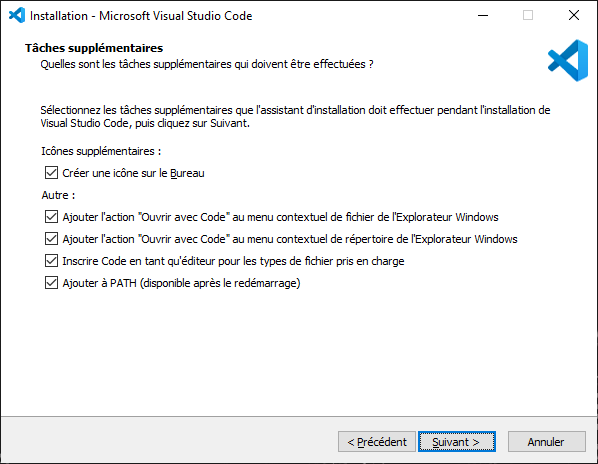 Installation - Microsoft Visual Studio Code
Tâches supplémentaires
Quelles sont les tâches supplémentaires qui doivent être effectuées ?
Sélectionnez les tâches supplémentaires que l'assistant d'installation doit effectuer pendant l'installation de
Visual Studio Code, puis cliquez sur Suivant.
Icônes supplémentaires :
Créer une icône sur le Bureau
Autre :
Ajouter l'action "Ouvrir avec Code" au menu contextuel de fichier de l'Explorateur Windows
Ajouter l'action "Ouvrir avec Code" au menu contextuel de répertoire de l'Explorateur Windows
Inscrire Code en tant qu'éditeur pour les types de fichier pris en charge
Ajouter à PATH (disponible après le redémarrage)
< Précédent
Suivant >
Annuler